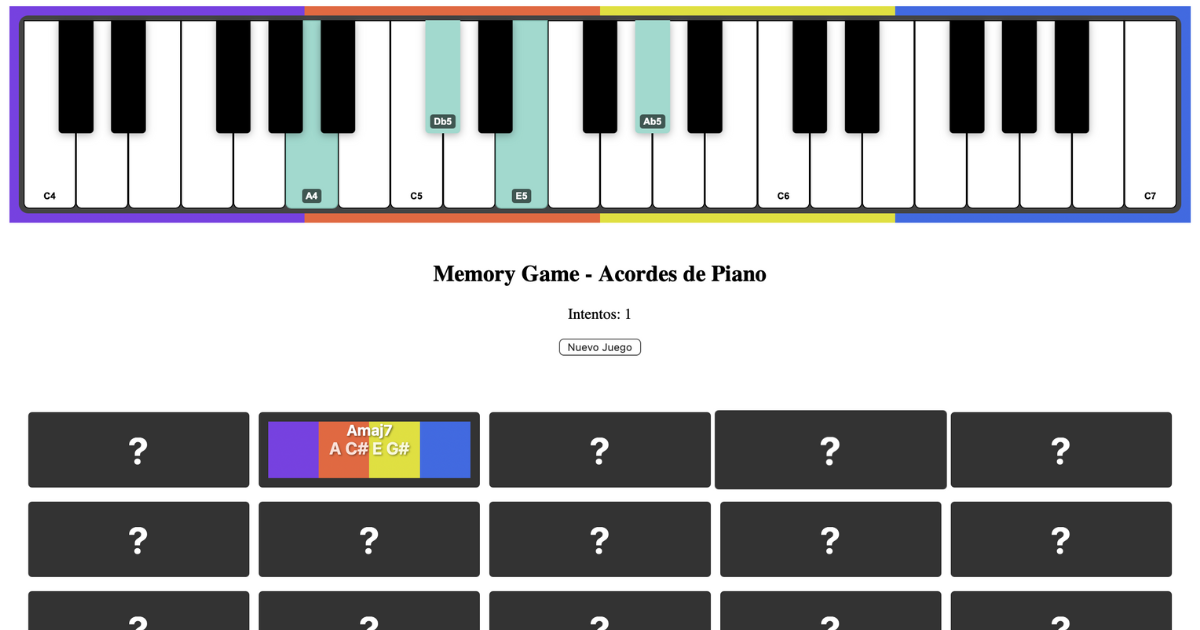 Db5 Ab5
C4 A4 C5 E5 C6 C7
Memory Game - Acordes de Piano
Intentos: 1
Nuevo Juego
? Amaj7 ? ? ?
A C# E G#
? ? ? ? ?
? ? ? ? ?